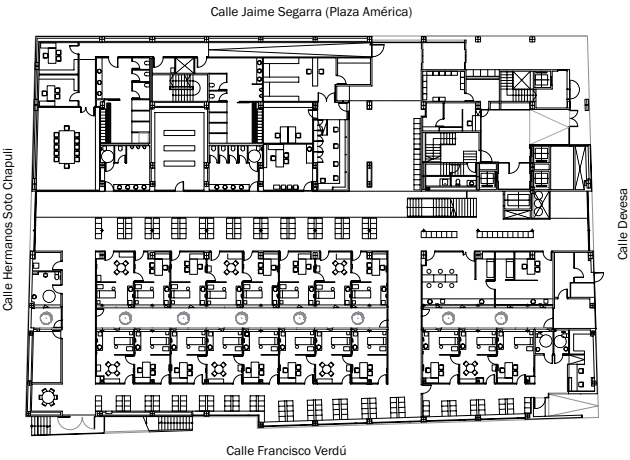 Calle Jaime Segarra (Plaza América)
Calle Hermanos Soto Chapuli
Calle Devesa
Calle Francisco Verdú